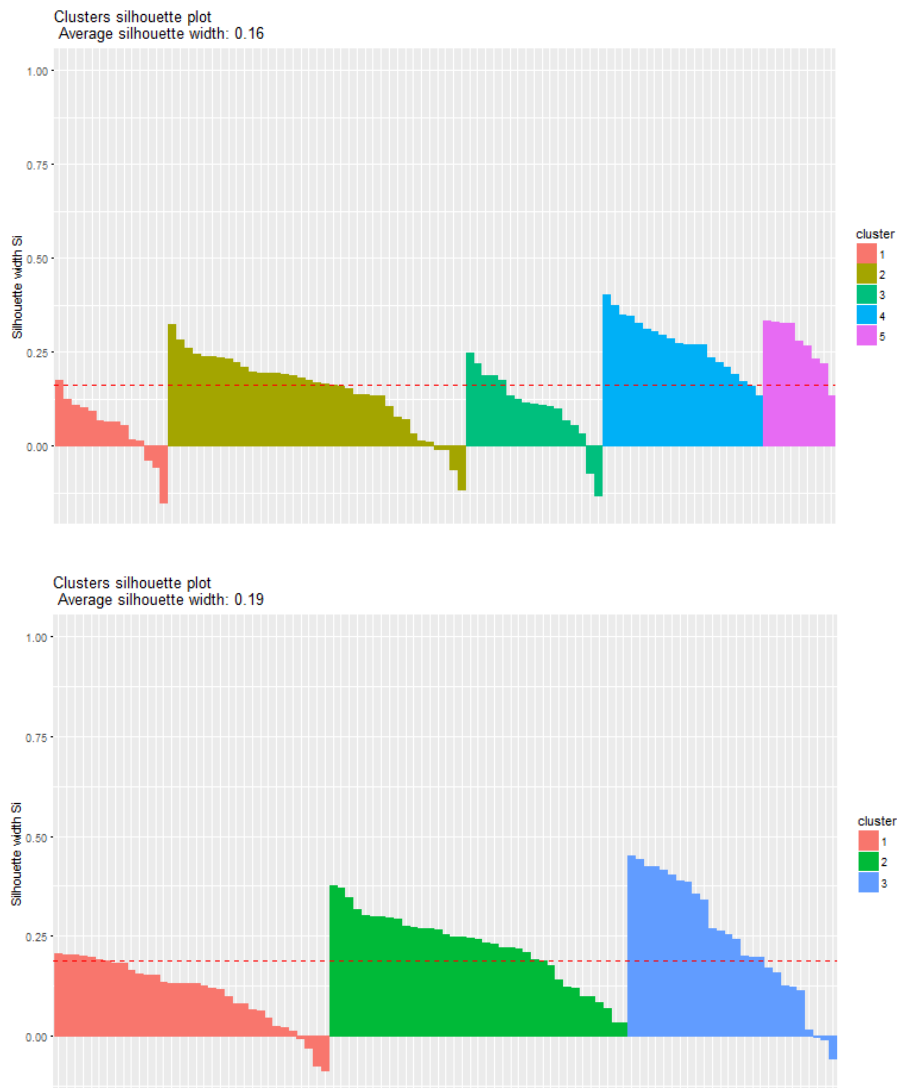 Clusters silhouette plot
Average silhouette width: 0.16
1.00
0.75
0.50
0.25
0.00
Silhouette width Si
cluster
1
2
3
4
5
Clusters silhouette plot
Average silhouette width: 0.19
1.00
0.75
0.50
0.25
0.00
Silhouette width Si
cluster
1
2
3